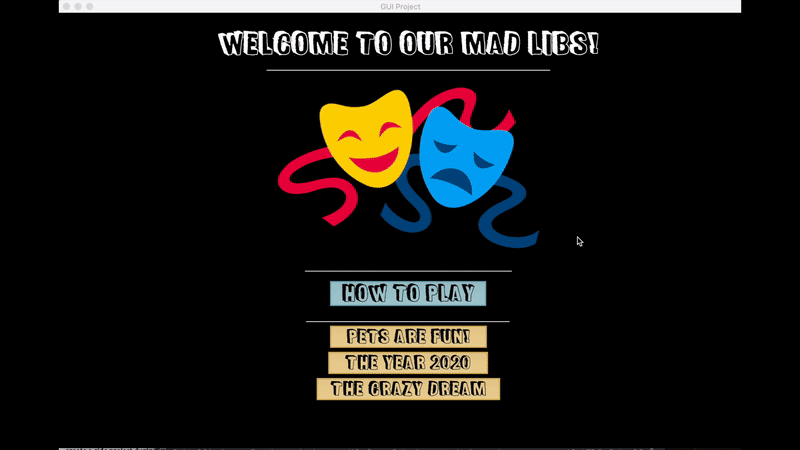 GUI Project
WELCOME TO OUR MAD LIBS!
HOW TO PLAY
PETS ARE FUN!
THE YEAR 2020
THE CRAZY DREAM